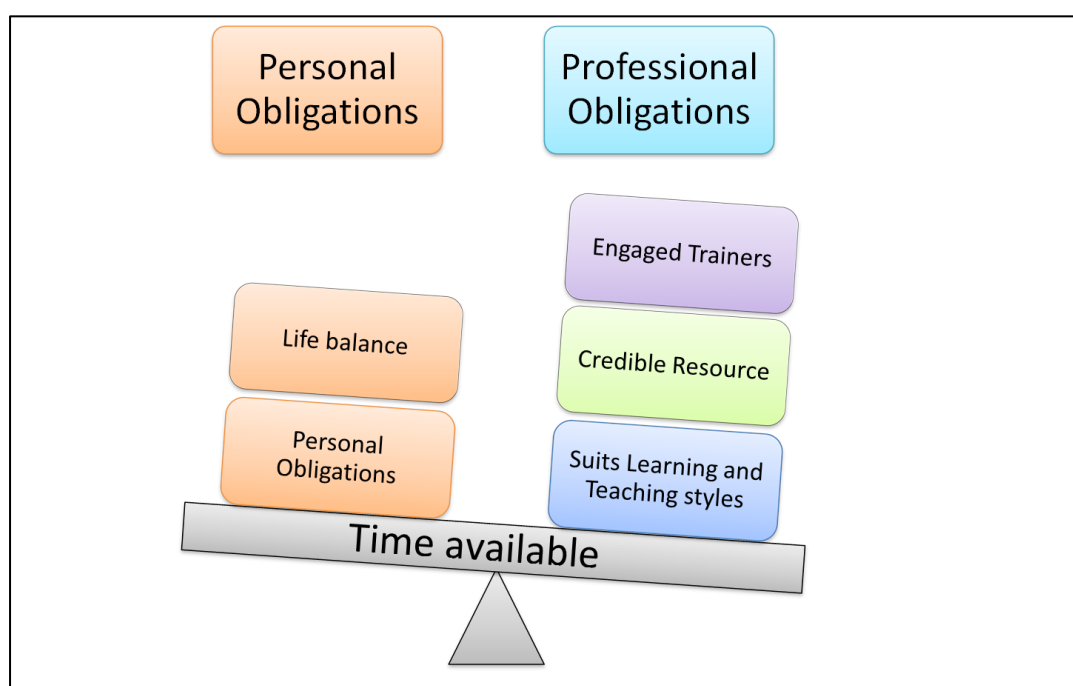 Personal
Obligations
Professional
Obligations
Engaged Trainers
Life balance
Credible Resource
Personal
Obligations
Suits Learning and
Teaching styles
Time available